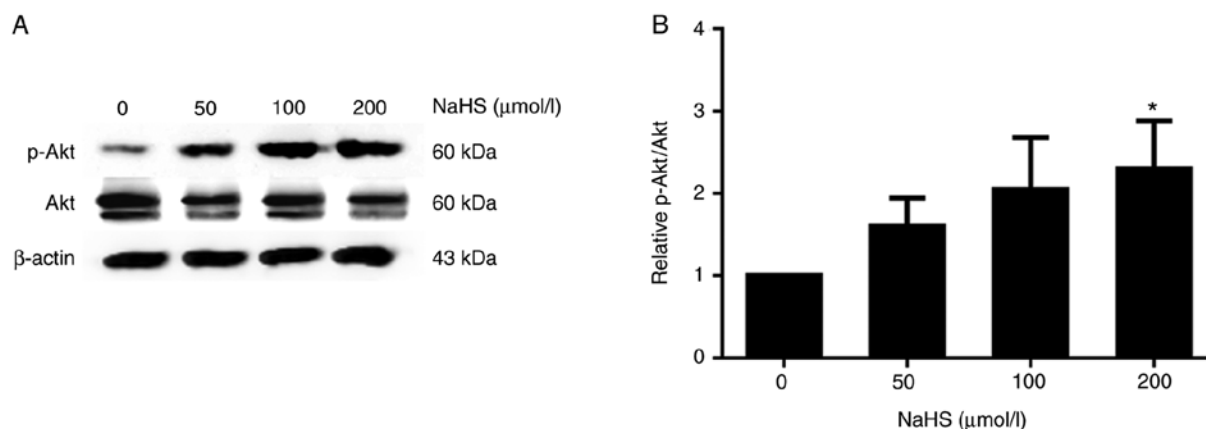 A
0 50 100 200 NaHS (μmol/l)
p-Akt 60 kDa
Akt 60 kDa
β-actin 43 kDa
B
Relative p-Akt/Akt
4
3
2
1
0
*
0 50 100 200
NaHS (μmol/l)